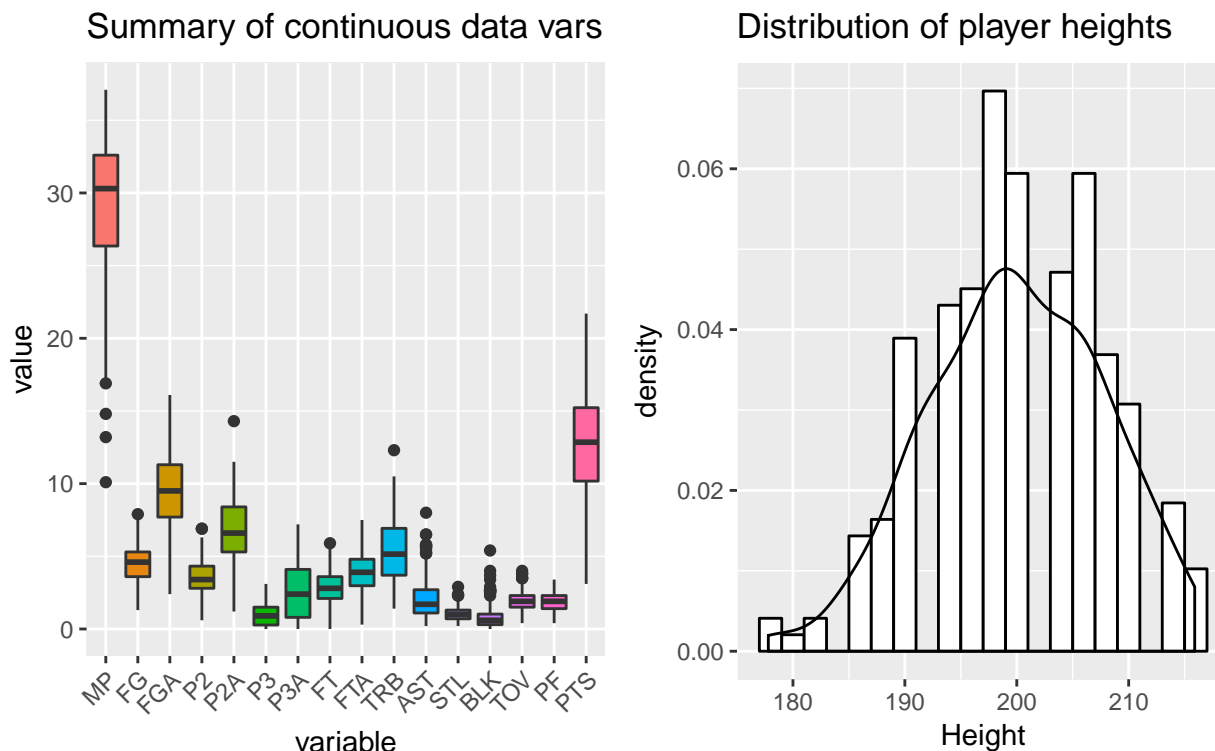 Summary of continuous data vars
value
30
20
10
0
MP
FG
FGA
P2
P2A
P3
P3A
FT
FTA
TRB
AST
STL
BLK
TOV
PF
PTS
variable
Distribution of player heights
density
0.06
0.04
0.02
0.00
180
190
200
210
Height